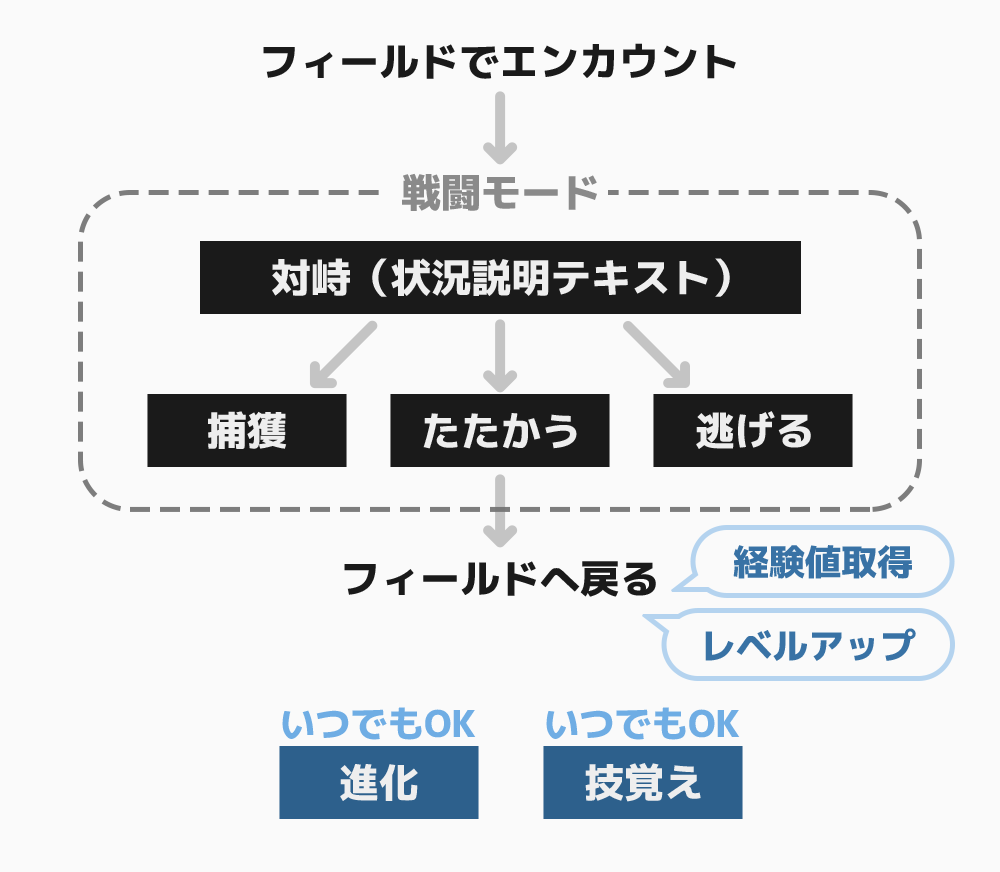 フィールドでエンカウント
戦闘モード
対峙（状況説明テキスト）
捕獲
たたかう
逃げる
フィールドへ戻る
経験値取得
レベルアップ
いつでもOK
進化
いつでもOK
技覚え